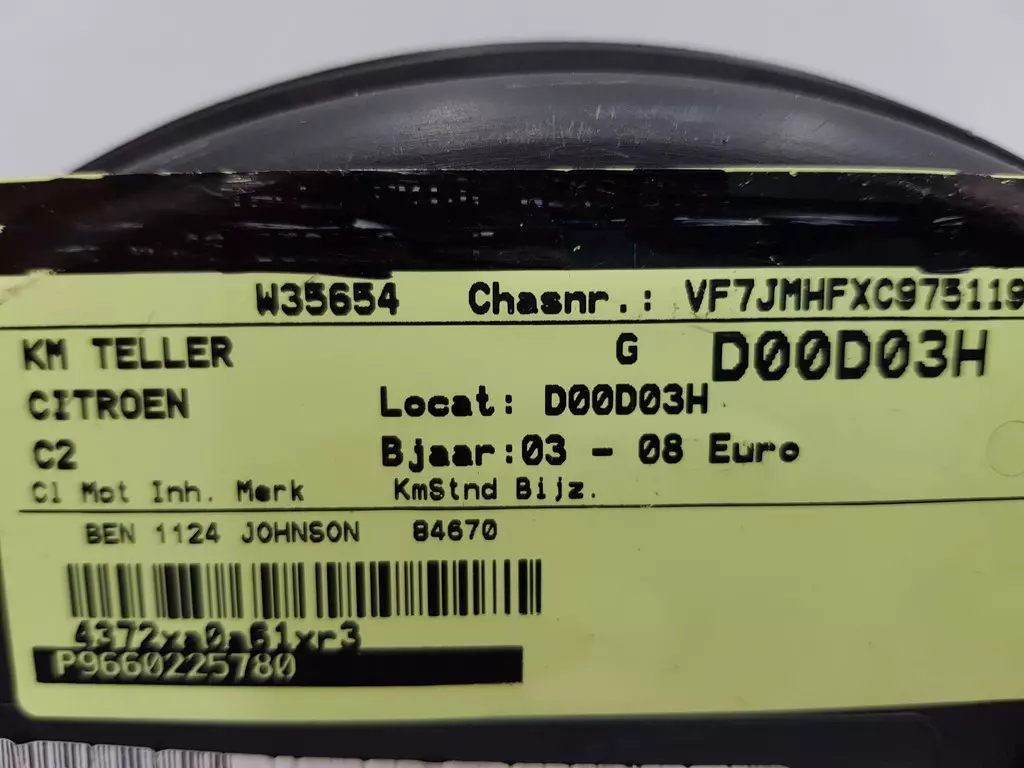 W35654 Chasnr.: VF7JMHFXC975119
KM TELLER G D00D03H
CITROEN Locat: D00D03H
C2 Bjaar:03 - 08 Euro
Cl Mot Inh. Merk KmStnd Bijz.
BEN 1124 JOHNSON 84670
4372xa0a61xr3
P9660225780